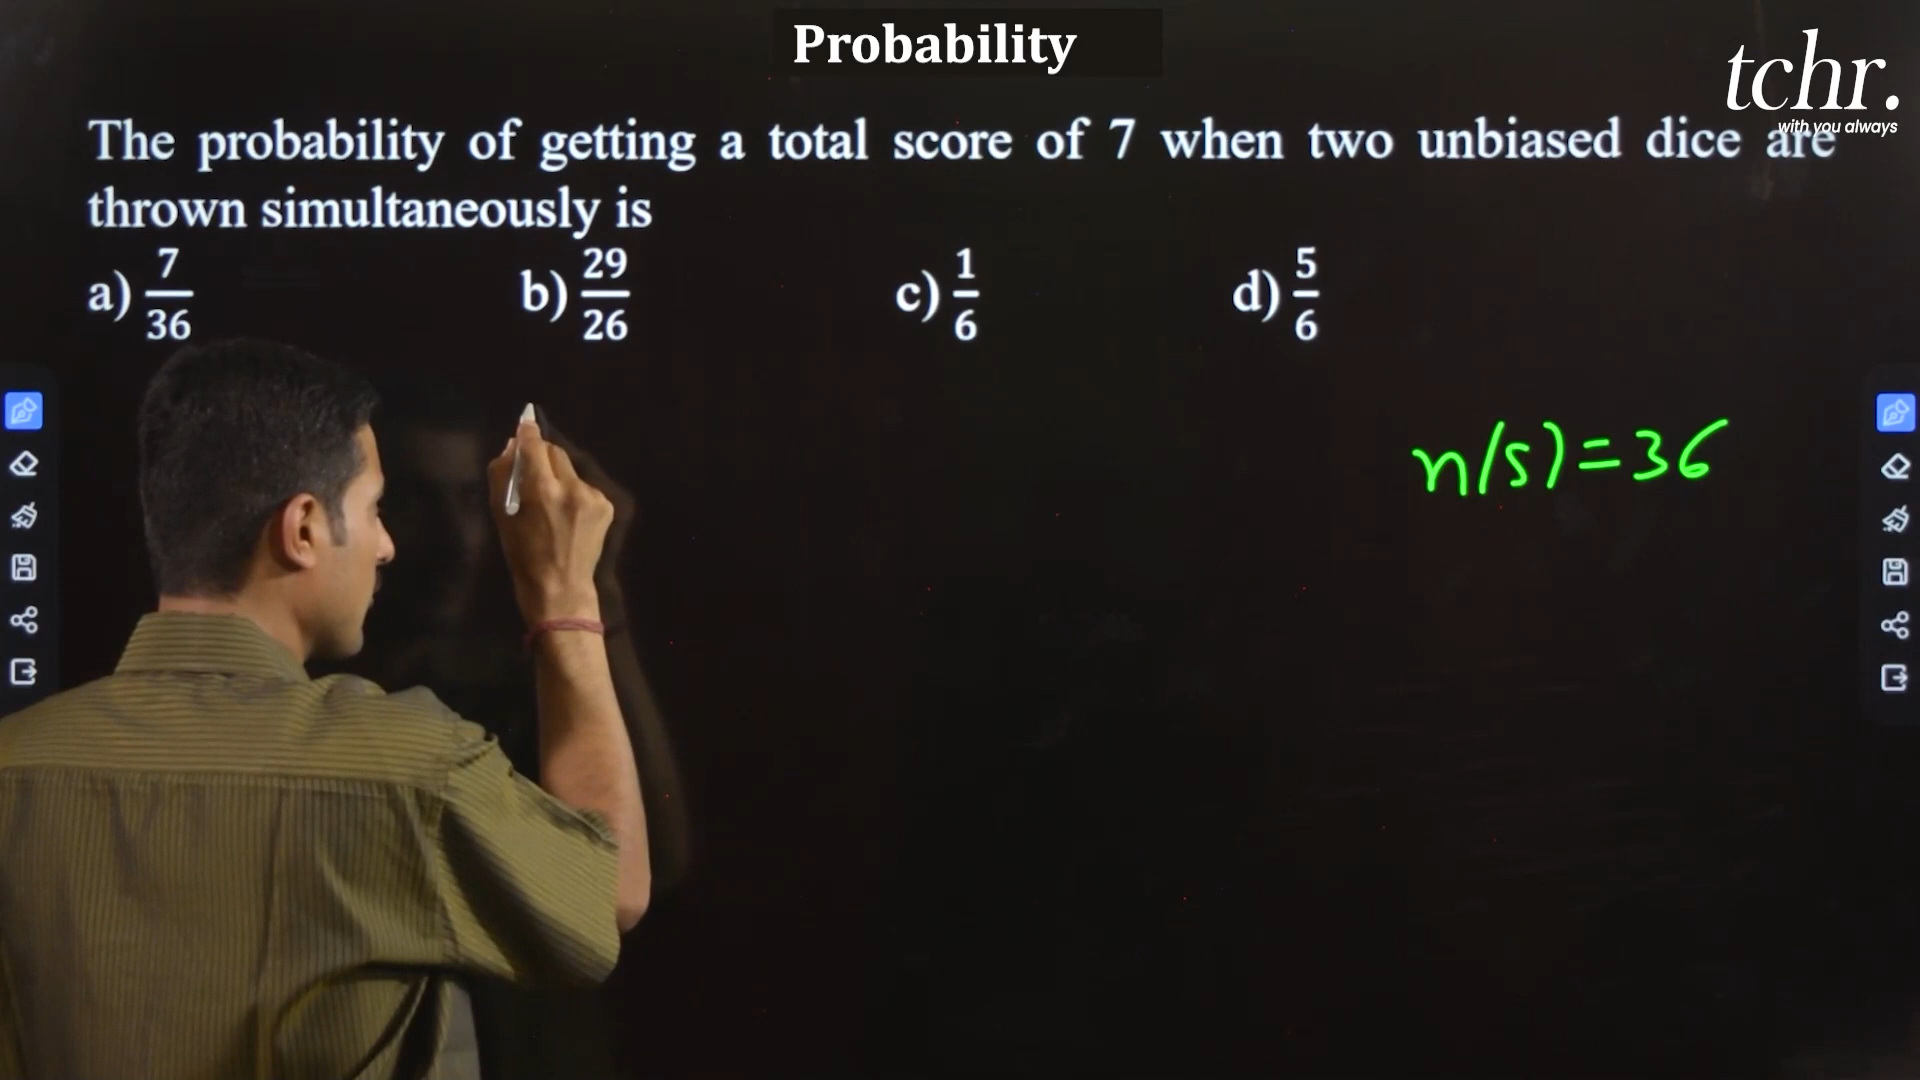 Probability
tchr.
with you always
The probability of getting a total score of 7 when two unbiased dice are
thrown simultaneously is
a) 7/36 b) 29/26 c) 1/6 d) 5/6
n(s)=36